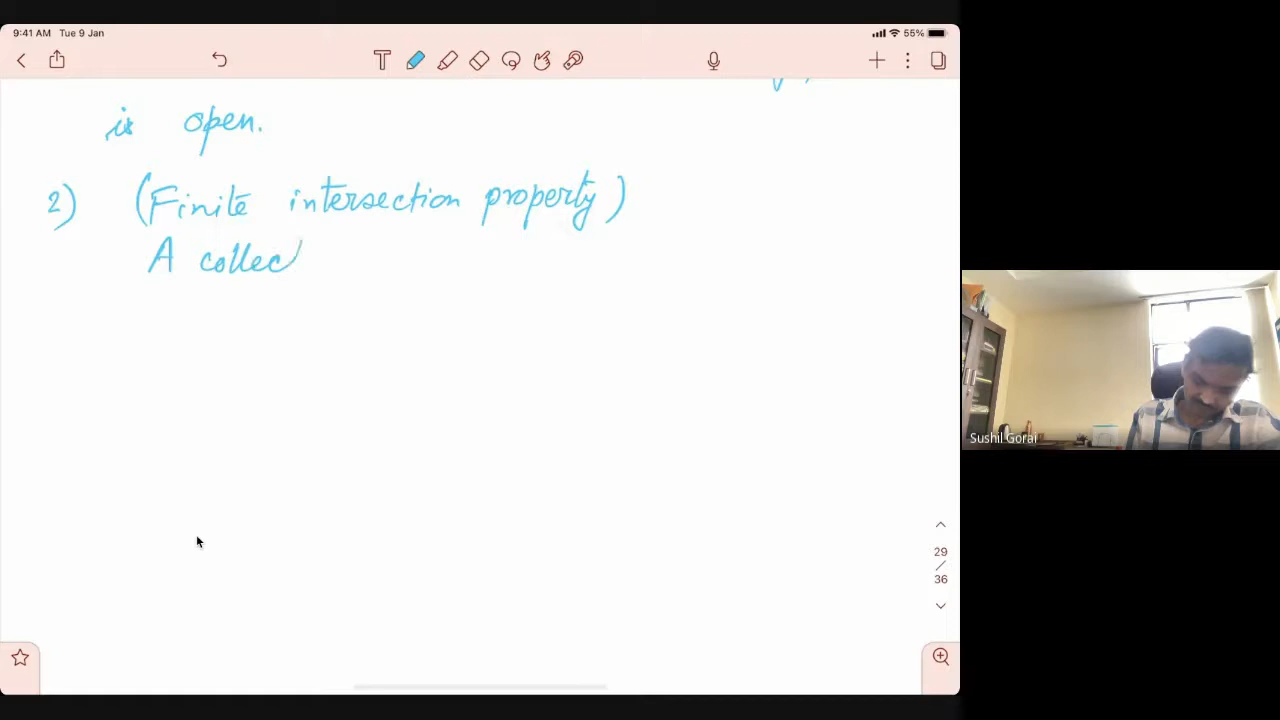 9:41 AM Tue 9 Jan
55%
is open.
2) (Finite intersection property)
A collec
29
/
36
Sushil Gorai